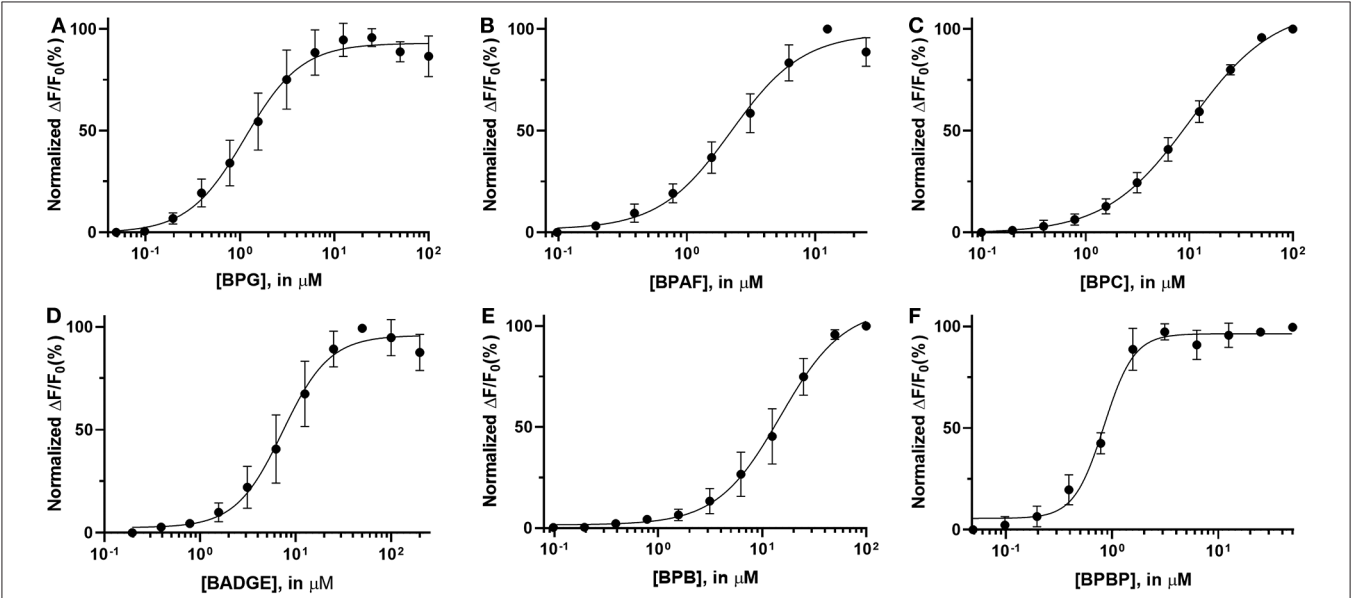 A
Normalized ΔF/F0(%)
100
50
0
10-1
100
101
102
[BPG], in μM
B
Normalized ΔF/F0(%)
100
50
0
10-1
100
101
[BPAF], in μM
C
Normalized ΔF/F0(%)
100
50
0
10-1
100
101
102
[BPC], in μM
D
Normalized ΔF/F0(%)
100
50
0
10-1
100
101
102
[BADGE], in μM
E
Normalized ΔF/F0(%)
100
50
0
10-1
100
101
102
[BPB], in μM
F
Normalized ΔF/F0(%)
100
50
0
10-1
100
101
[BPBP], in μM